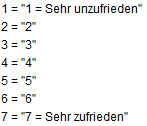 1 = "1 = Sehr unzufrieden"
2 = "2"
3 = "3"
4 = "4"
5 = "5"
6 = "6"
7 = "7 = Sehr zufrieden"